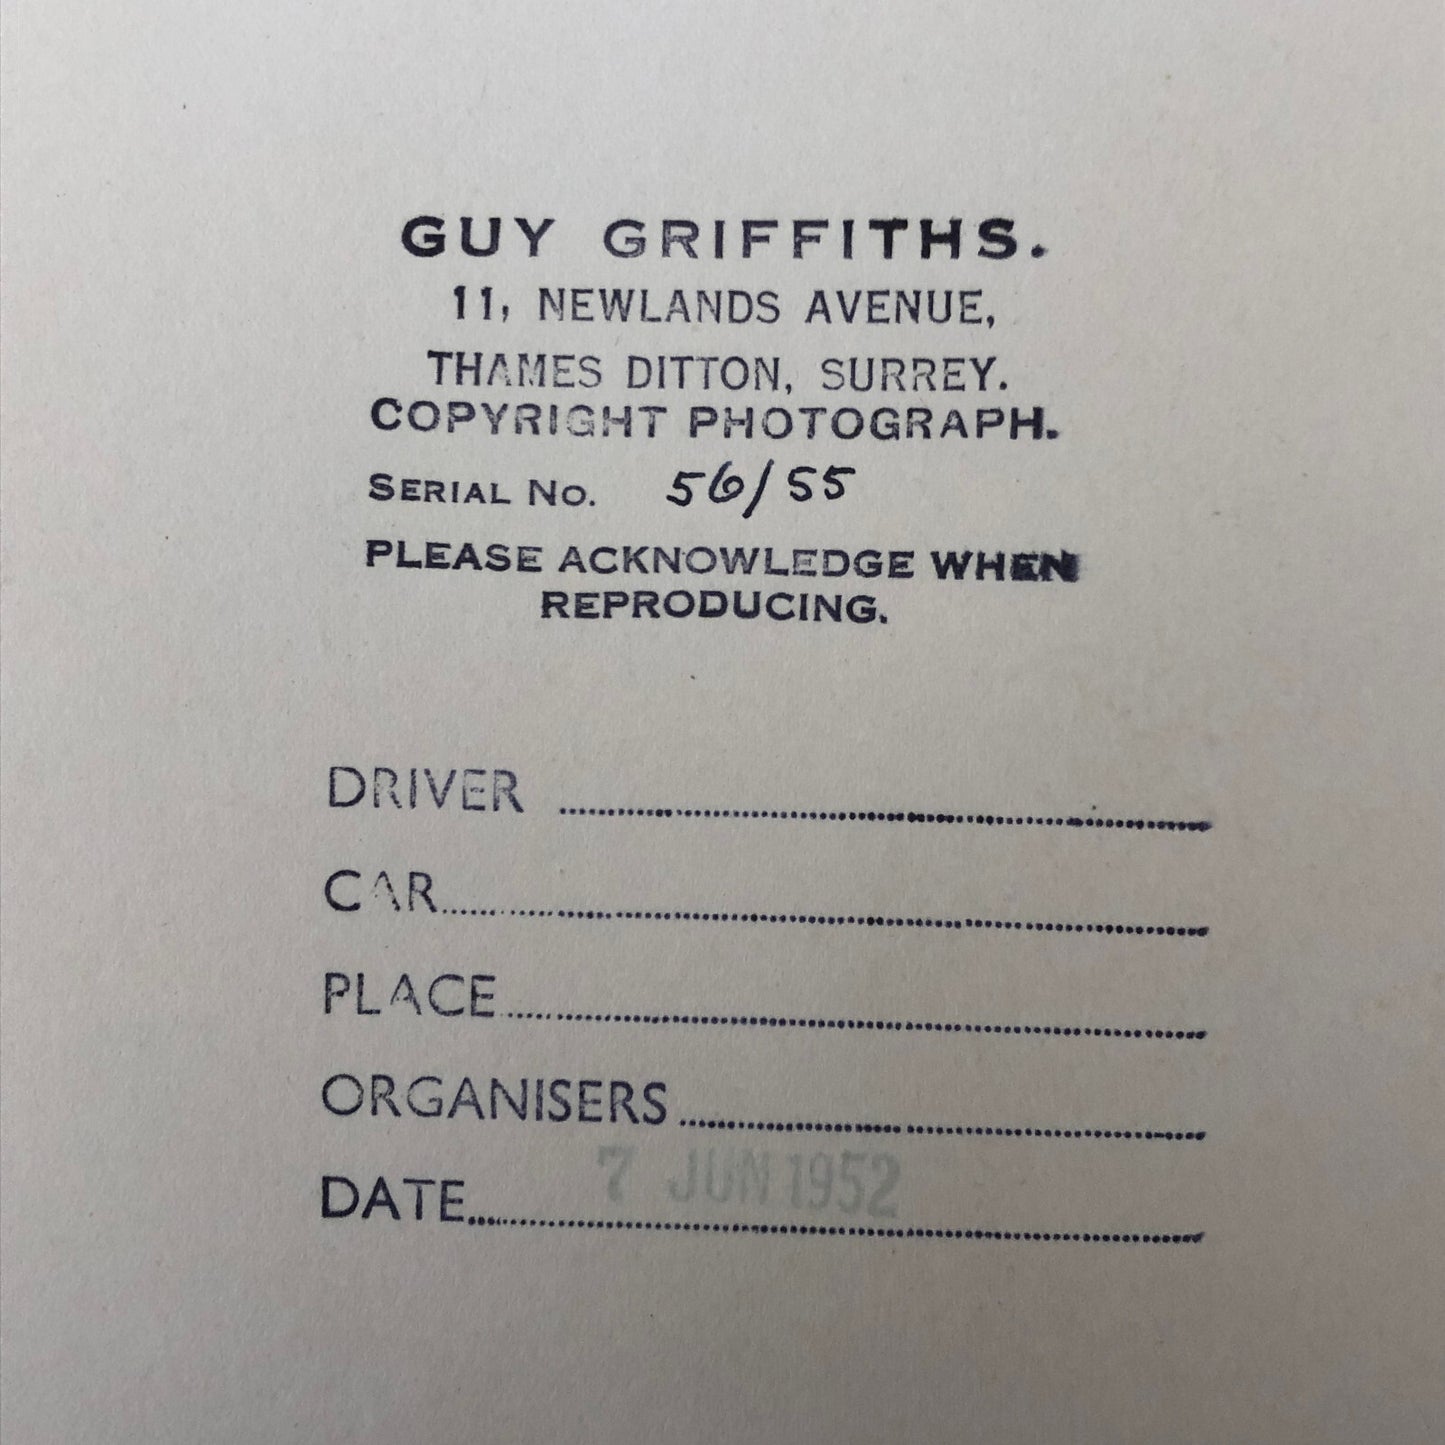 GUY GRIFFITHS.
11, NEWLANDS AVENUE,
THAMES DITTON, SURREY.
COPYRIGHT PHOTOGRAPH.
SERIAL No. 56/55
PLEASE ACKNOWLEDGE WHEN
REPRODUCING.
DRIVER
CAR
PLACE
ORGANISERS
DATE 7 JUN 1952